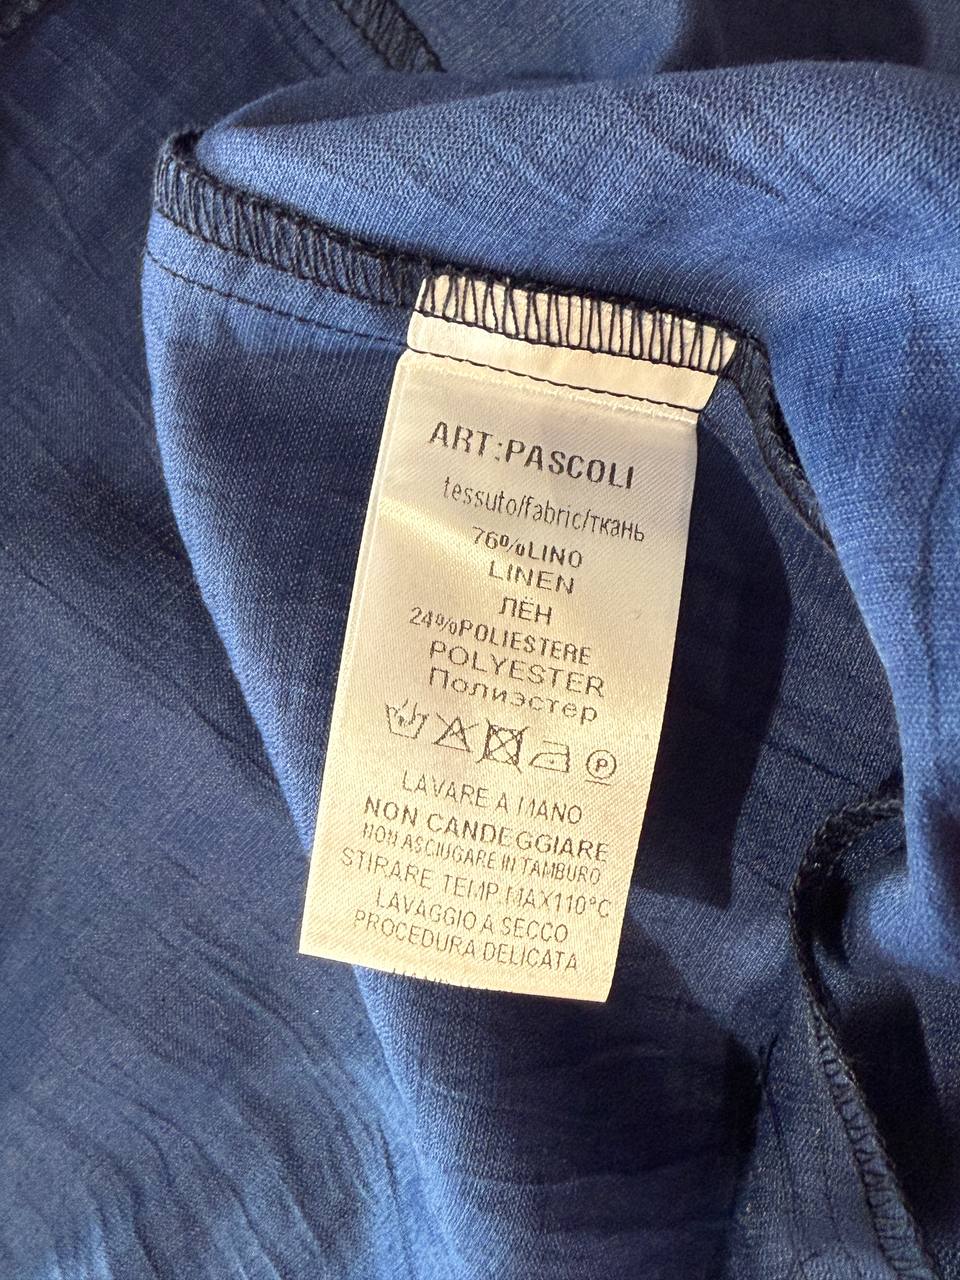 ART:PASCOLI
tessuto/fabric/ткань
76%LINO
LINEN
ЛЁН
24%POLIESTERE
POLYESTER
Полиэстер
P
LAVARE A MANO
NON CANDEGGIARE
NON ASCIUGARE IN TAMBURO
STIRARE TEMP.MAX110°C
LAVAGGIO A SECCO
PROCEDURA DELICATA